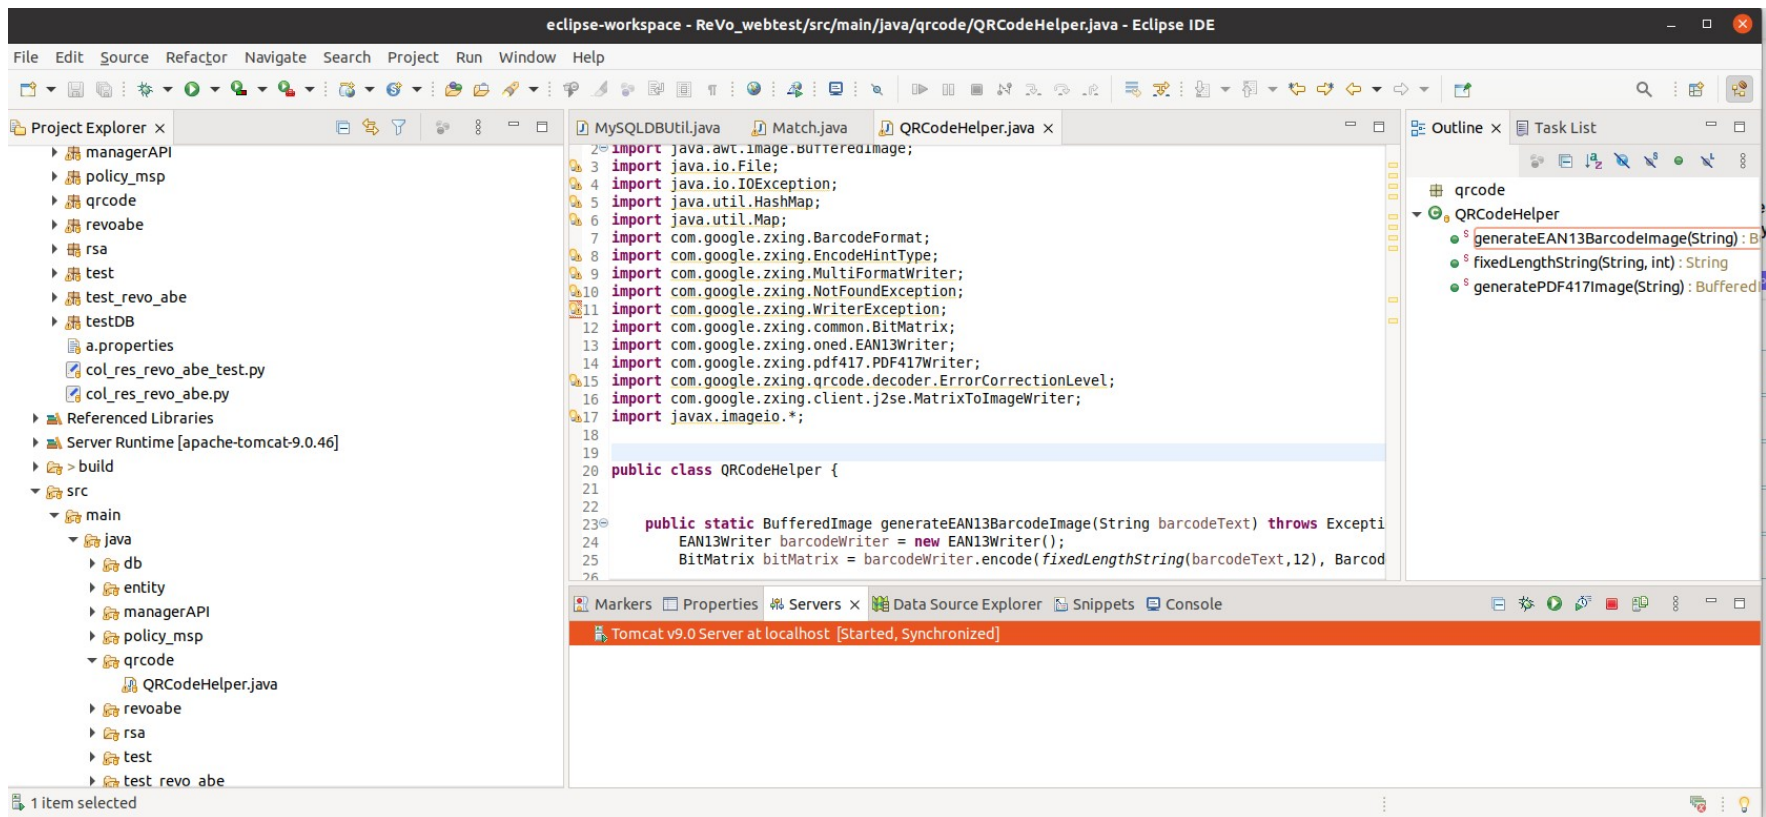 eclipse-workspace - ReVo_webtest/src/main/java/qrcode/QRCodeHelper.java - Eclipse IDE
File Edit Source Refactor Navigate Search Project Run Window Help
Project Explorer
managerAPI
policy_msp
qrcode
revoabe
rsa
test
test_revo_abe
testDB
a.properties
col_res_revo_abe_test.py
col_res_revo_abe.py
Referenced Libraries
Server Runtime [apache-tomcat-9.0.46]
> build
src
main
java
db
entity
managerAPI
policy_msp
qrcode
QRCodeHelper.java
revoabe
rsa
test
test_revo_abe
MySQLDBUtil.java Match.java QRCodeHelper.java
2 import java.awt.image.BufferedImage;
3 import java.io.File;
4 import java.io.IOException;
5 import java.util.HashMap;
6 import java.util.Map;
7 import com.google.zxing.BarcodeFormat;
8 import com.google.zxing.EncodeHintType;
9 import com.google.zxing.MultiFormatWriter;
10 import com.google.zxing.NotFoundException;
11 import com.google.zxing.WriterException;
12 import com.google.zxing.common.BitMatrix;
13 import com.google.zxing.oned.EAN13Writer;
14 import com.google.zxing.pdf417.PDF417Writer;
15 import com.google.zxing.qrcode.decoder.ErrorCorrectionLevel;
16 import com.google.zxing.client.j2se.MatrixToImageWriter;
17 import javax.imageio.*;
18
19
20 public class QRCodeHelper {
21
22
23 public static BufferedImage generateEAN13BarcodeImage(String barcodeText) throws Excepti
24 EAN13Writer barcodeWriter = new EAN13Writer();
25 BitMatrix bitMatrix = barcodeWriter.encode(fixedLengthString(barcodeText,12), Barcod
26
Outline Task List
qrcode
QRCodeHelper
generateEAN13BarcodeImage(String) : B
fixedLengthString(String, int) : String
generatePDF417Image(String) : BufferedI
Markers Properties Servers Data Source Explorer Snippets Console
Tomcat v9.0 Server at localhost [Started, Synchronized]
1 item selected